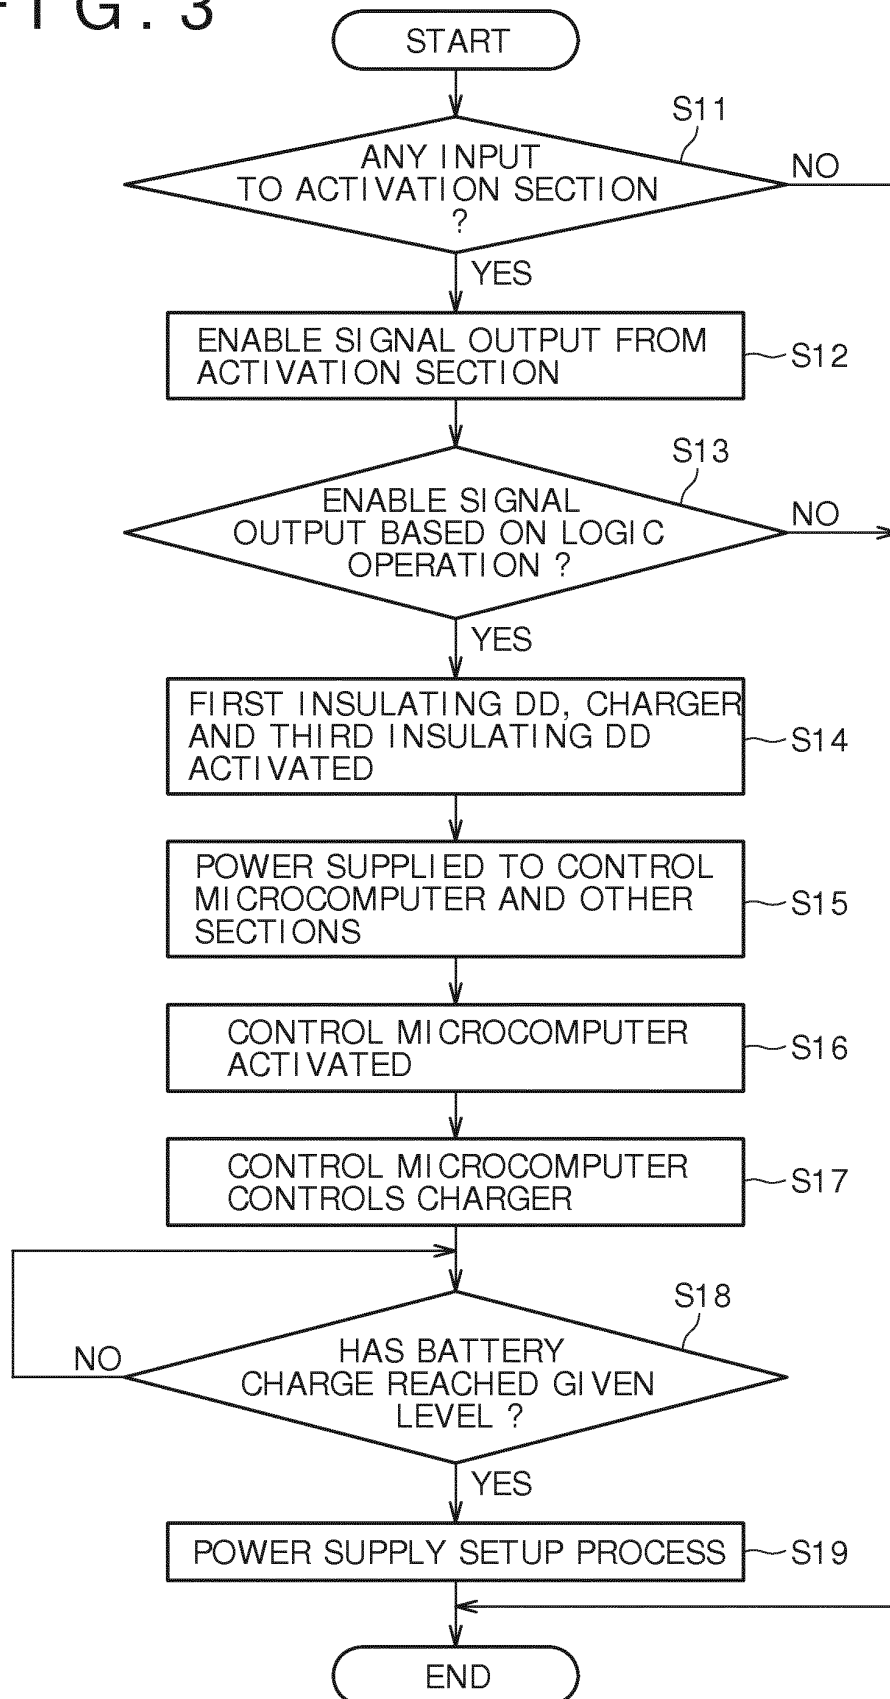 FIG. 3
START
S11
ANY INPUT
TO ACTIVATION SECTION
?
NO
YES
ENABLE SIGNAL OUTPUT FROM
ACTIVATION SECTION
S12
S13
ENABLE SIGNAL
OUTPUT BASED ON LOGIC
OPERATION ?
NO
YES
FIRST INSULATING DD, CHARGER
AND THIRD INSULATING DD
ACTIVATED
S14
POWER SUPPLIED TO CONTROL
MICROCOMPUTER AND OTHER
SECTIONS
S15
CONTROL MICROCOMPUTER
ACTIVATED
S16
CONTROL MICROCOMPUTER
CONTROLS CHARGER
S17
S18
HAS BATTERY
CHARGE REACHED GIVEN
LEVEL ?
NO
YES
POWER SUPPLY SETUP PROCESS
S19
END